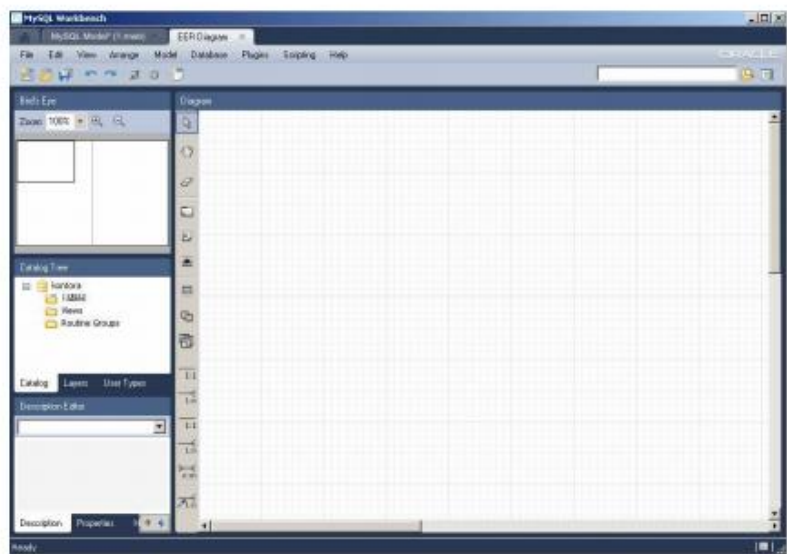 MySQL Workbench
MySQL Model* (1.mwb)
EER Diagram ×
File Edit View Arrange Model Database Plugins Scripting Help
ORACLE
Bird's Eye
Zoom: 100%
Diagram
Catalog Tree
kontora
Tables
Views
Routine Groups
Catalog Layers User Types
Description Editor
Description Properties
1:1
1:n
1:1
1:n
n:m
Ready